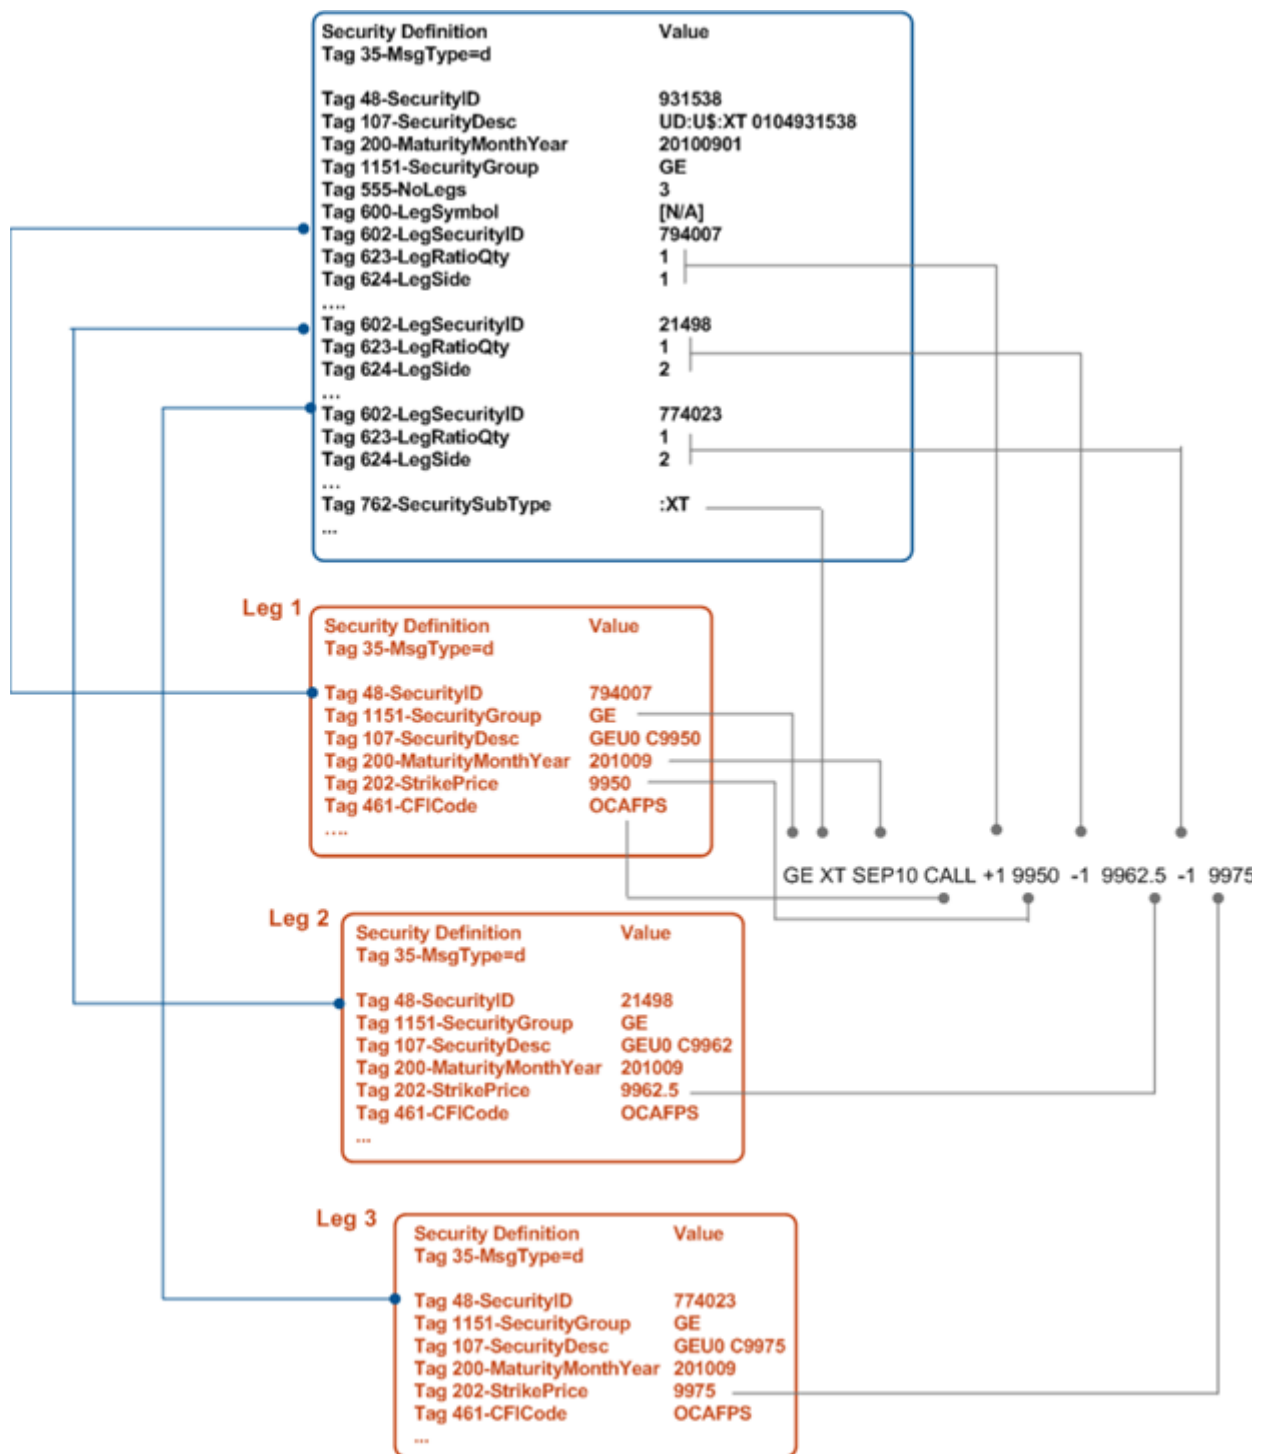 Security Definition Value
Tag 35-MsgType=d
Tag 48-SecurityID 931538
Tag 107-SecurityDesc UD:U$:XT 0104931538
Tag 200-MaturityMonthYear 20100901
Tag 1151-SecurityGroup GE
Tag 555-NoLegs 3
Tag 600-LegSymbol [N/A]
Tag 602-LegSecurityID 794007
Tag 623-LegRatioQty 1
Tag 624-LegSide 1
....
Tag 602-LegSecurityID 21498
Tag 623-LegRatioQty 1
Tag 624-LegSide 2
...
Tag 602-LegSecurityID 774023
Tag 623-LegRatioQty 1
Tag 624-LegSide 2
...
Tag 762-SecuritySubType :XT
...
Leg 1
Security Definition Value
Tag 35-MsgType=d
Tag 48-SecurityID 794007
Tag 1151-SecurityGroup GE
Tag 107-SecurityDesc GEU0 C9950
Tag 200-MaturityMonthYear 201009
Tag 202-StrikePrice 9950
Tag 461-CFICode OCAFPS
....
GE XT SEP10 CALL +1 9950 -1 9962.5 -1 9975
Leg 2
Security Definition Value
Tag 35-MsgType=d
Tag 48-SecurityID 21498
Tag 1151-SecurityGroup GE
Tag 107-SecurityDesc GEU0 C9962
Tag 200-MaturityMonthYear 201009
Tag 202-StrikePrice 9962.5
Tag 461-CFICode OCAFPS
...
Leg 3
Security Definition Value
Tag 35-MsgType=d
Tag 48-SecurityID 774023
Tag 1151-SecurityGroup GE
Tag 107-SecurityDesc GEU0 C9975
Tag 200-MaturityMonthYear 201009
Tag 202-StrikePrice 9975
Tag 461-CFICode OCAFPS
...